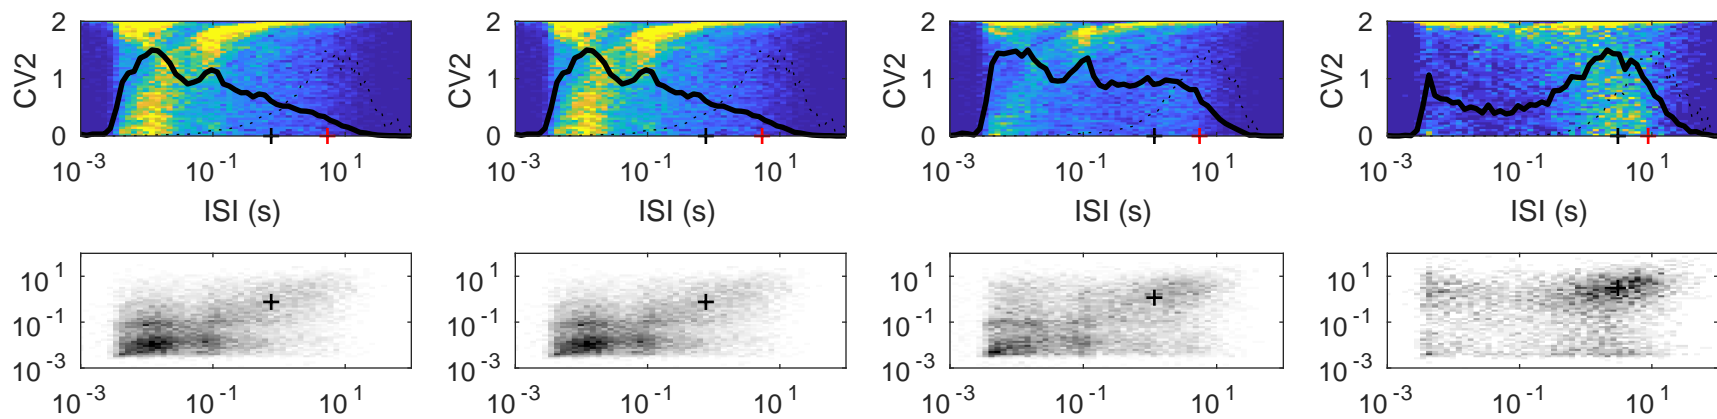 2 2 2 2
CV2 CV2 CV2 CV2
1 1 1 1
0 0 0 0
10^-3 10^-1 10^1 10^-3 10^-1 10^1 10^-3 10^-1 10^1 10^-3 10^-1 10^1
ISI (s) ISI (s) ISI (s) ISI (s)
10^1 10^1 10^1 10^1
10^-1 10^-1 10^-1 10^-1
10^-3 10^-3 10^-3 10^-3
10^-3 10^-1 10^1 10^-3 10^-1 10^1 10^-3 10^-1 10^1 10^-3 10^-1 10^1